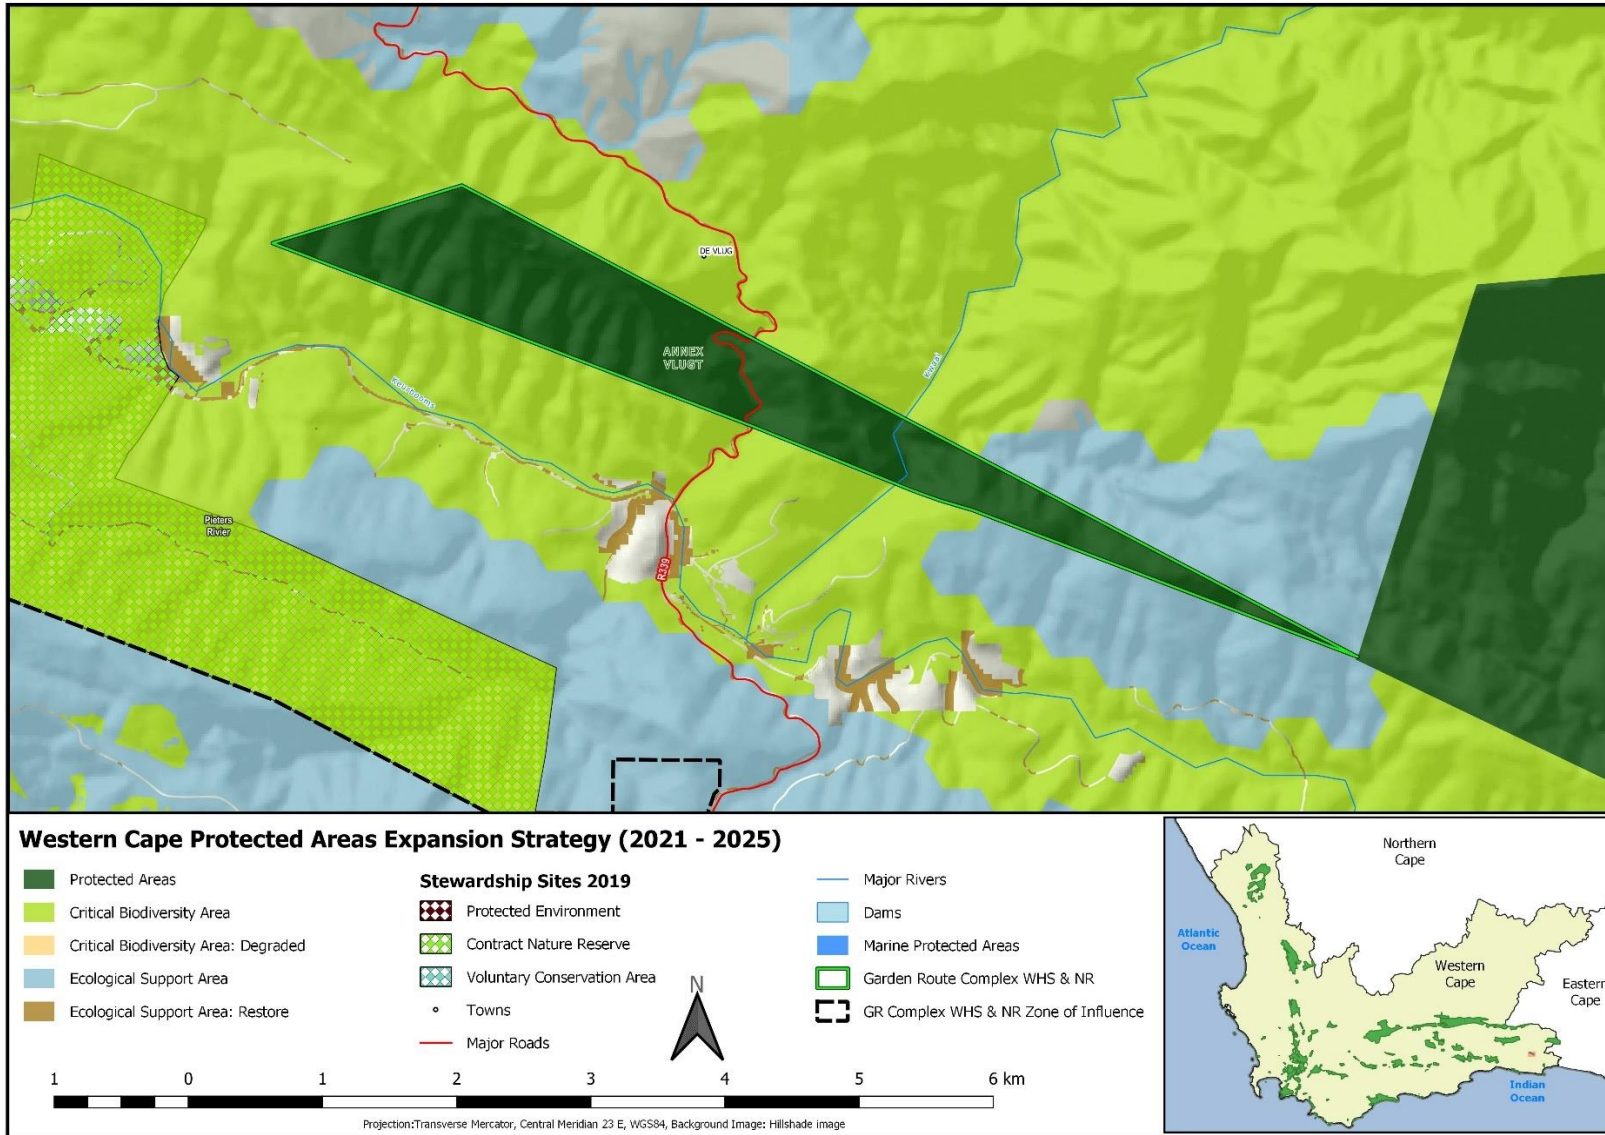 DE VLUG
ANNEX
VLUGT
Kwaai
Keurbooms
Pieters
Rivier
R339
Western Cape Protected Areas Expansion Strategy (2021 - 2025)
Protected Areas
Critical Biodiversity Area
Critical Biodiversity Area: Degraded
Ecological Support Area
Ecological Support Area: Restore
Stewardship Sites 2019
Protected Environment
Contract Nature Reserve
Voluntary Conservation Area
Towns
Major Roads
Major Rivers
Dams
Marine Protected Areas
Garden Route Complex WHS & NR
GR Complex WHS & NR Zone of Influence
N
1 0 1 2 3 4 5 6 km
Projection:Transverse Mercator, Central Meridian 23 E, WGS84, Background Image: Hillshade image
Northern
Cape
Atlantic
Ocean
Western
Cape
Eastern
Cape
Indian
Ocean